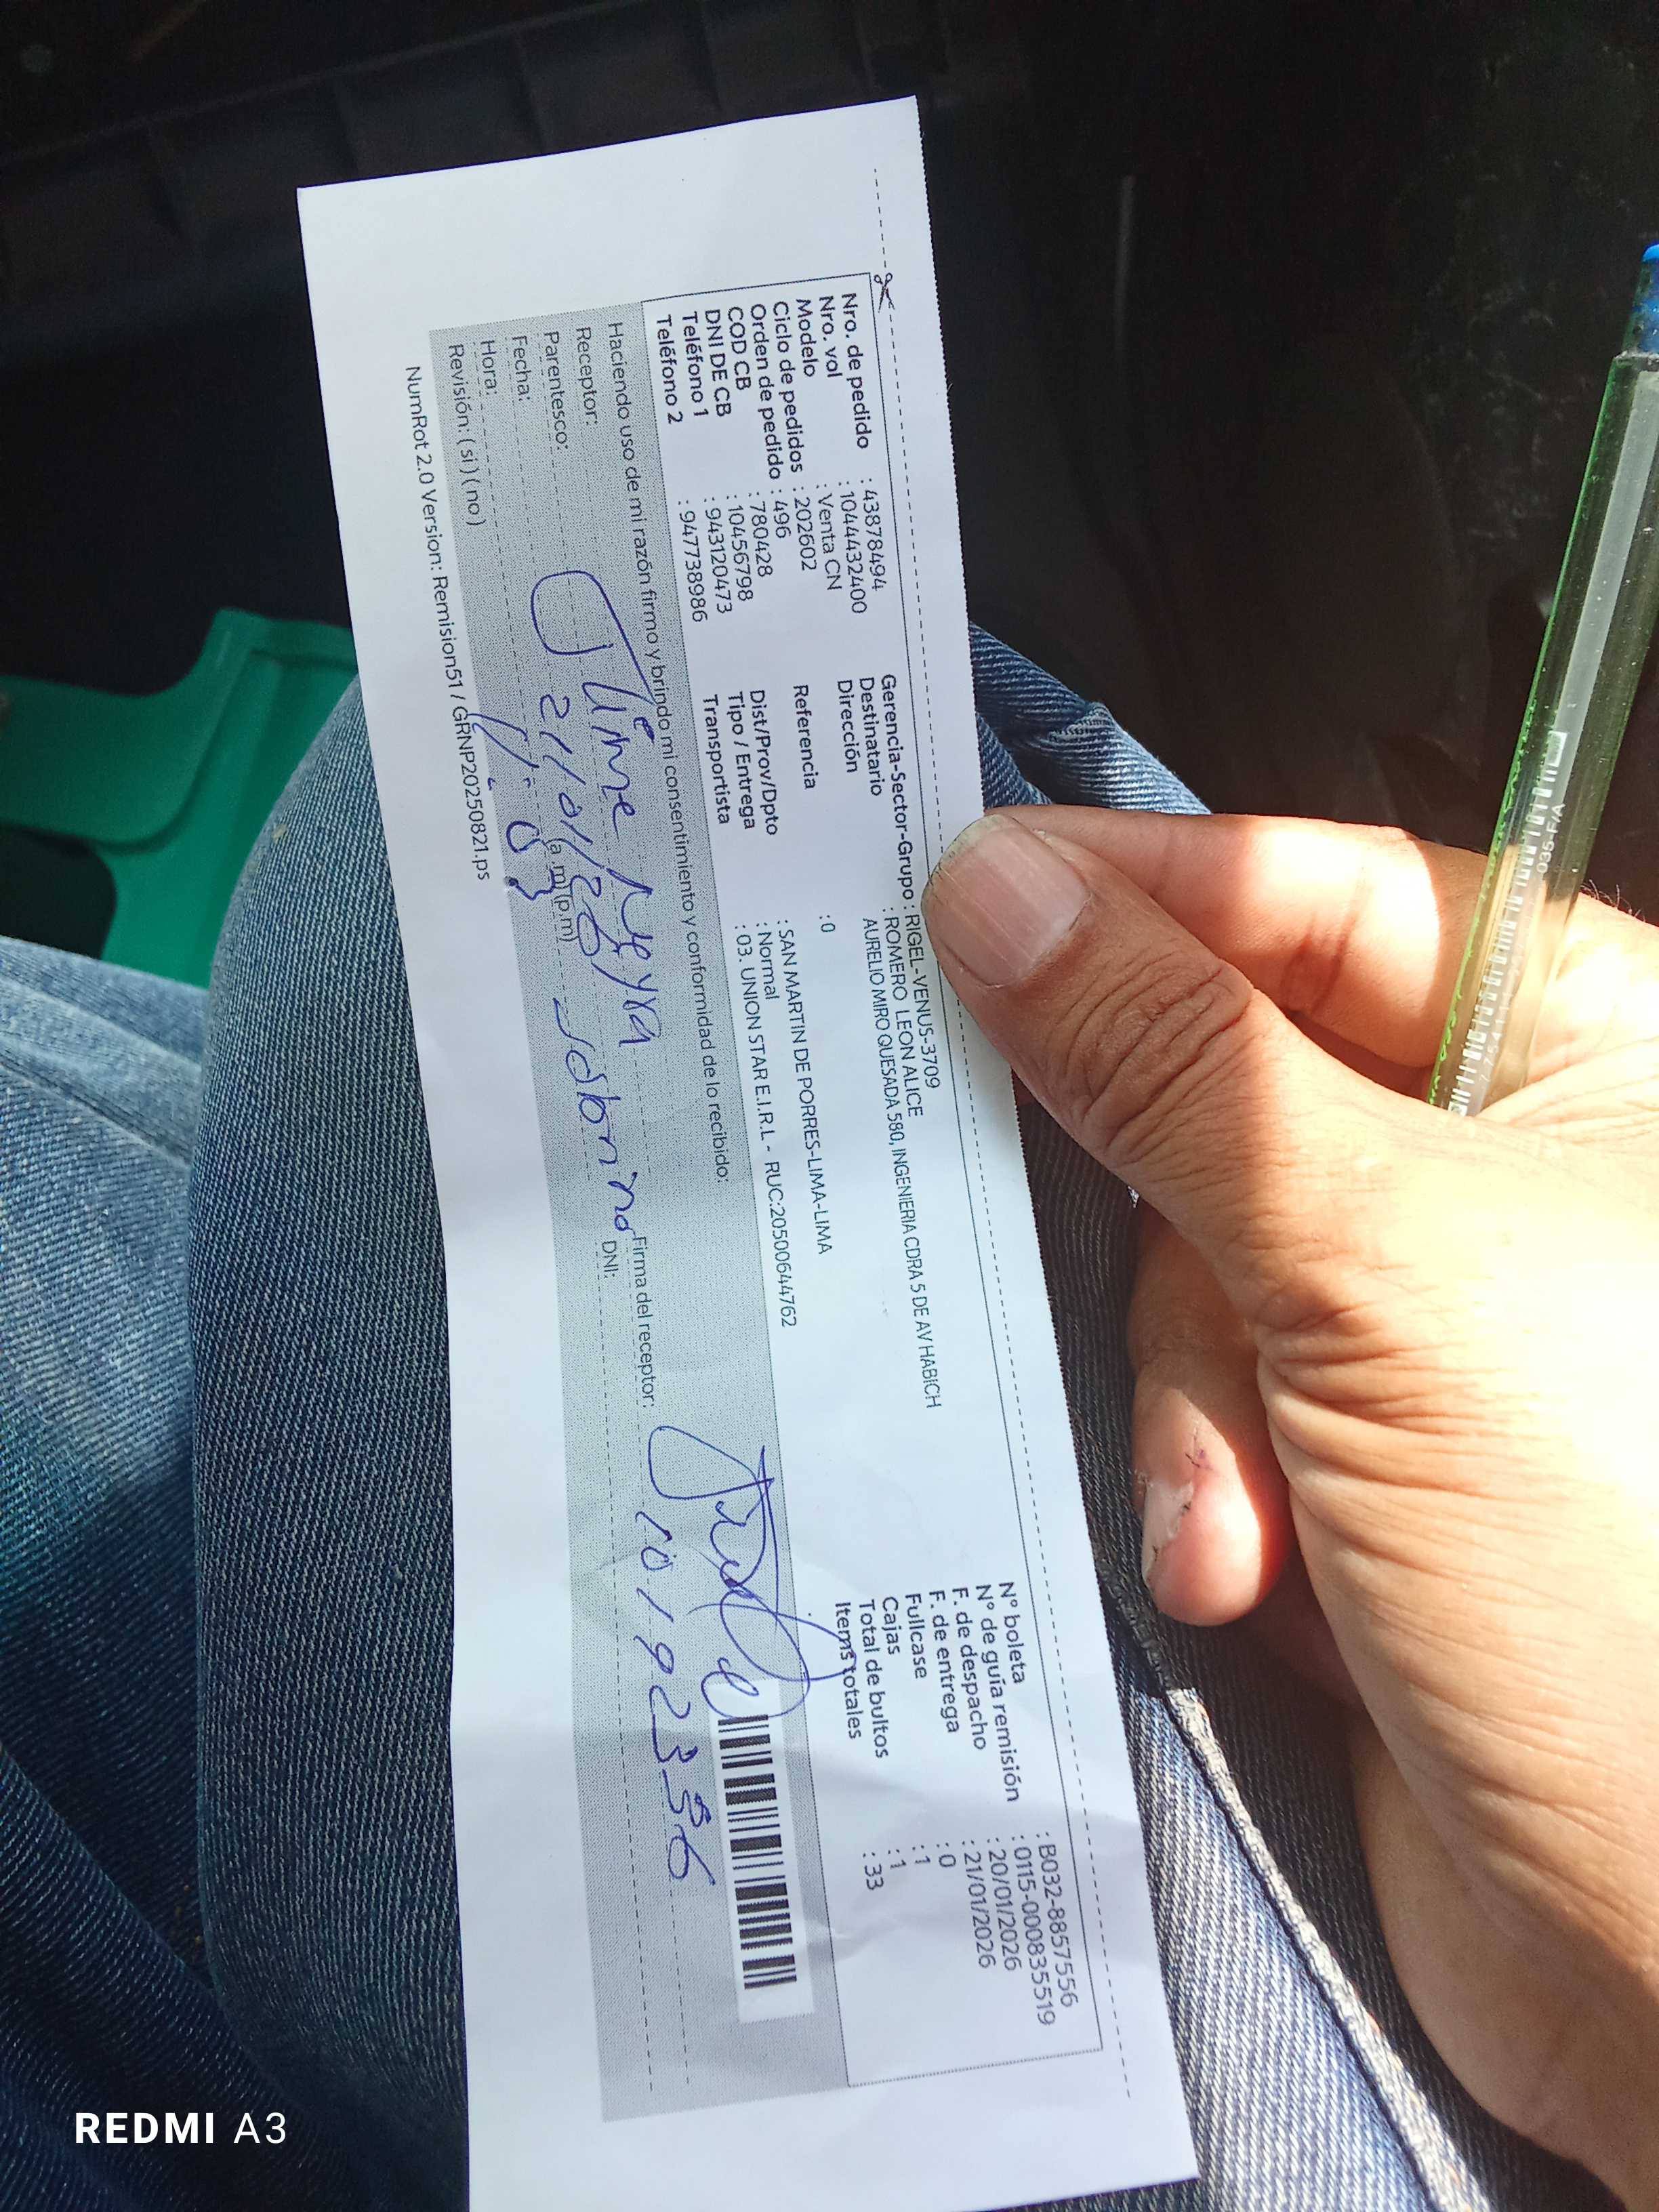 Nro. de pedido : 43878494
Nro. vol : 1044432400
Modelo : Venta CN
Ciclo de pedidos : 202602
Orden de pedido : 496
COD CB : 780428
DNI DE CB : 10456798
Teléfono 1 : 943120473
Teléfono 2 : 947738986
Gerencia-Sector-Grupo : RIGEL-VENUS-3709
Destinatario : ROMERO LEON ALICE
Dirección AURELIO MIRO QUESADA 580, INGENIERIA CDRA 5 DE AV HABICH
Referencia : 0
Dist/Prov/Dpto : SAN MARTIN DE PORRES-LIMA-LIMA
Tipo / Entrega : Normal
Transportista : 03. UNION STAR E.I.R.L - RUC:20500644762
N° boleta : B032-8857556
N° de guía remisión : 0115-000835519
F. de despacho : 20/01/2026
F. de entrega : 21/01/2026
Fullcase : 0
Cajas : 1
Total de bultos : 1
Items totales : 33
Haciendo uso de mi razón firmo y brindo mi consentimiento y conformidad de lo recibido:
Receptor: Neyra Firma del receptor:
Parentesco: sobrino DNI: 10192356
Fecha: 21/01/26
Hora: 1:03 (a.m)(p.m)
Revisión: ( si ) ( no )
NumRot 2.0 Version: Remision51 / GRNP20250821.ps
REDMI A3